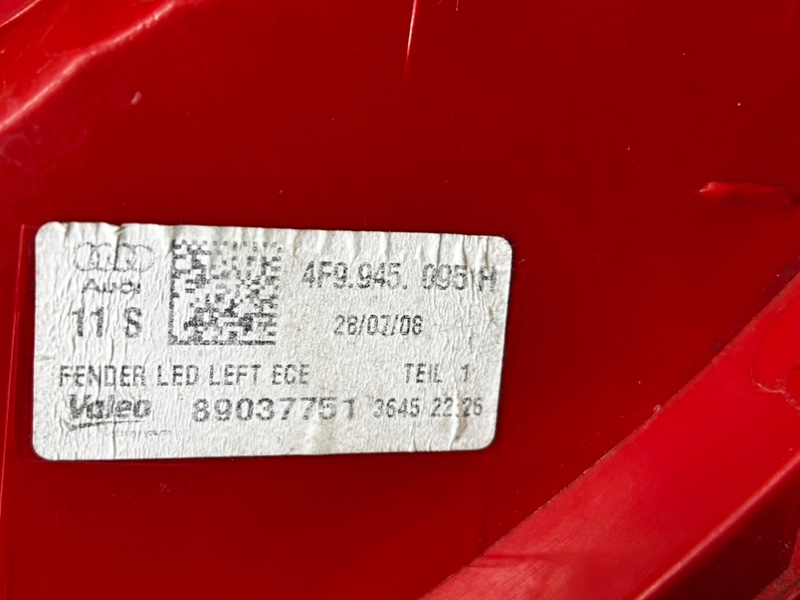 Audi
4F9.945.095 H
11 S
28/07/08
FENDER LED LEFT ECE TEIL 1
Valeo 89037751 3645 22:26